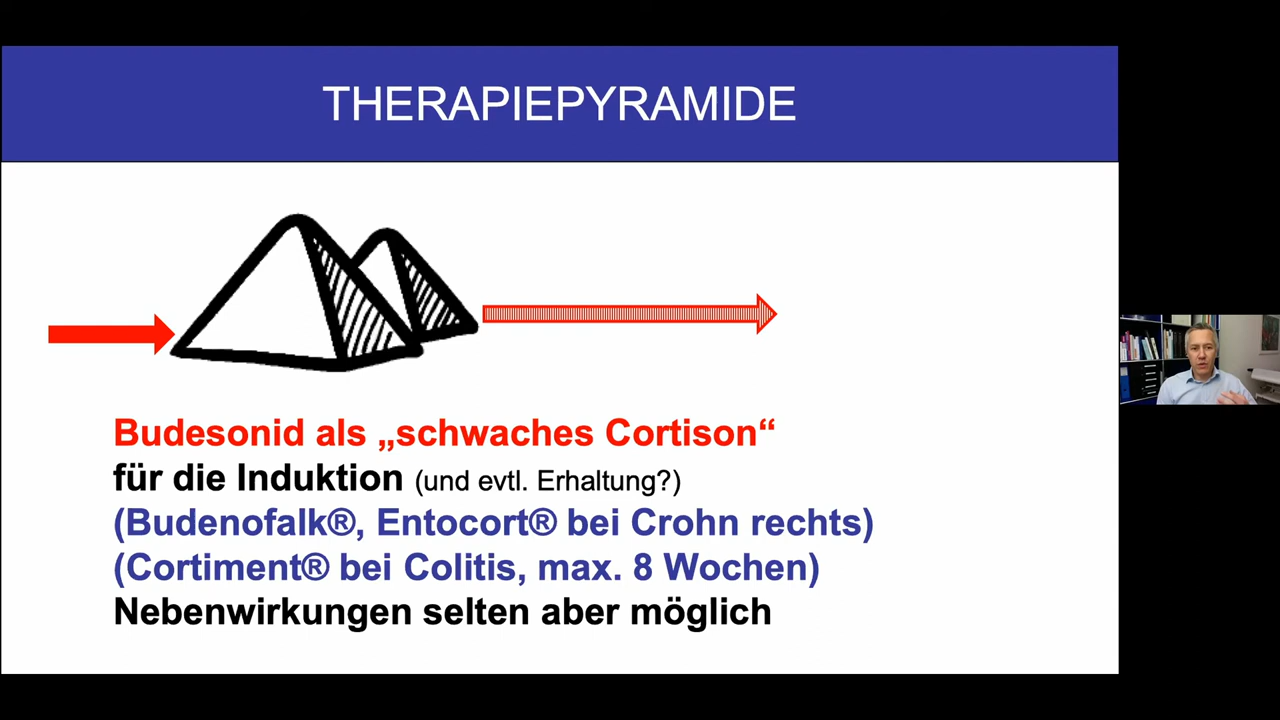 THERAPIEPYRAMIDE
Budesonid als „schwaches Cortison“
für die Induktion (und evtl. Erhaltung?)
(Budenofalk®, Entocort® bei Crohn rechts)
(Cortiment® bei Colitis, max. 8 Wochen)
Nebenwirkungen selten aber möglich